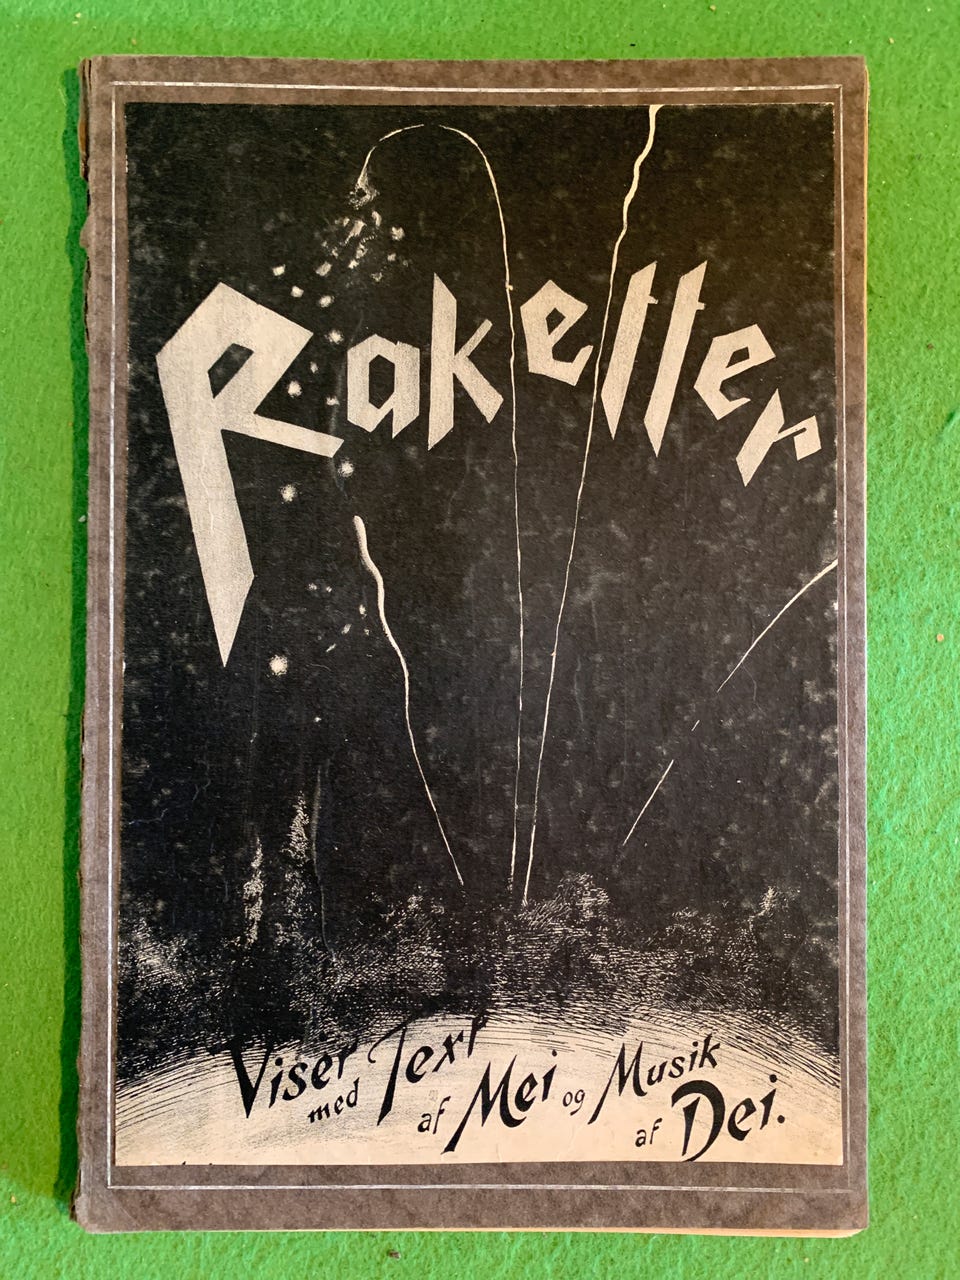 Raketter
Viser med Text
af Mei og Musik
af Dei.